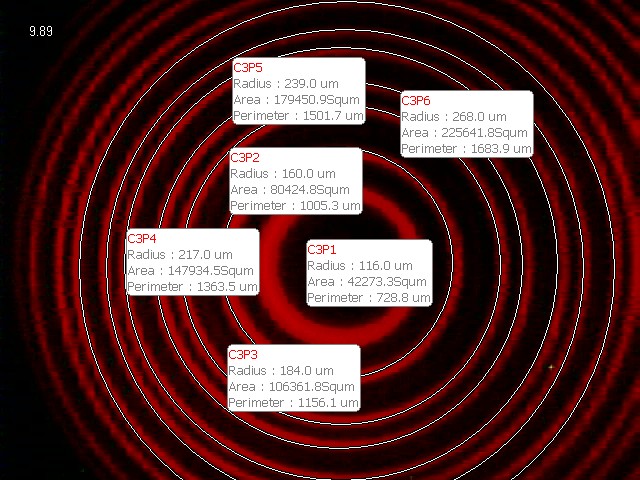 9.89
C3P5
Radius : 239.0 um
Area : 179450.9Squm
Perimeter : 1501.7 um
C3P6
Radius : 268.0 um
Area : 225641.8Squm
Perimeter : 1683.9 um
C3P2
Radius : 160.0 um
Area : 80424.8Squm
Perimeter : 1005.3 um
C3P4
Radius : 217.0 um
Area : 147934.5Squm
Perimeter : 1363.5 um
C3P1
Radius : 116.0 um
Area : 42273.3Squm
Perimeter : 728.8 um
C3P3
Radius : 184.0 um
Area : 106361.8Squm
Perimeter : 1156.1 um